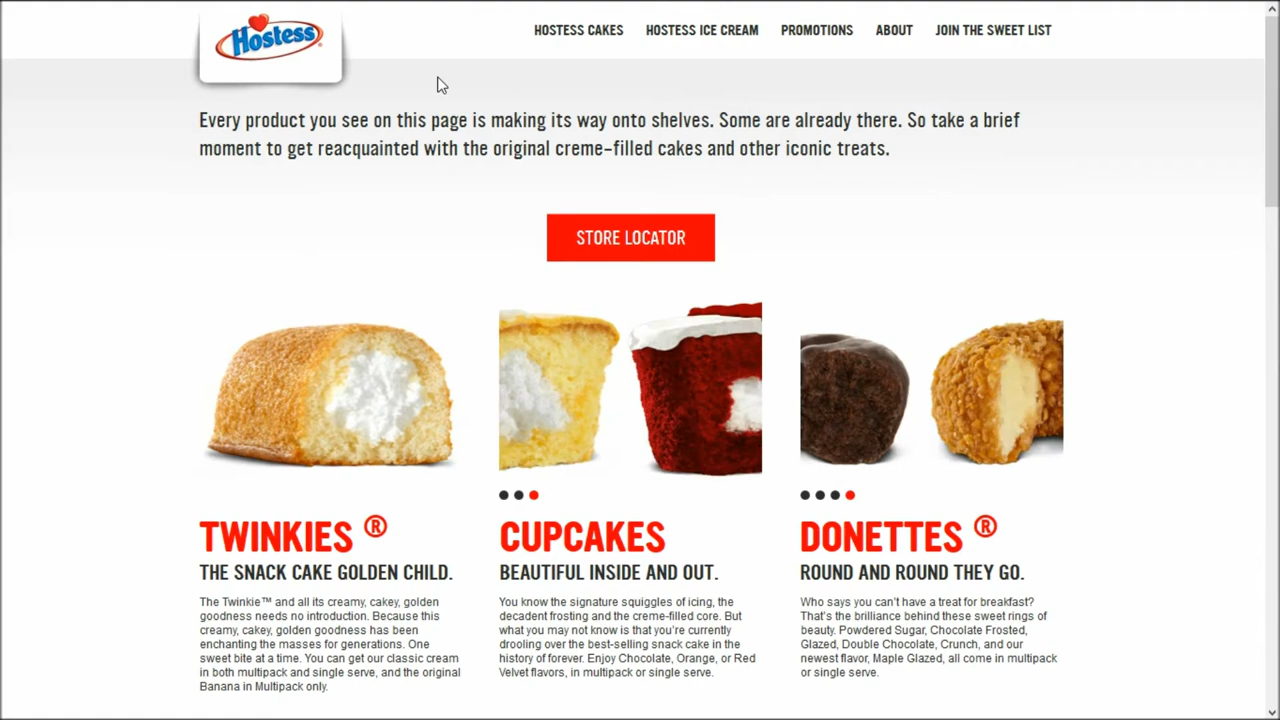 Hostess
HOSTESS CAKES HOSTESS ICE CREAM PROMOTIONS ABOUT JOIN THE SWEET LIST
Every product you see on this page is making its way onto shelves. Some are already there. So take a brief
moment to get reacquainted with the original creme-filled cakes and other iconic treats.
STORE LOCATOR
TWINKIES ®
THE SNACK CAKE GOLDEN CHILD.
The Twinkie™ and all its creamy, cakey, golden
goodness needs no introduction. Because this
creamy, cakey, golden goodness has been
enchanting the masses for generations. One
sweet bite at a time. You can get our classic cream
in both multipack and single serve, and the original
Banana in Multipack only.
CUPCAKES
BEAUTIFUL INSIDE AND OUT.
You know the signature squiggles of icing, the
decadent frosting and the creme-filled core. But
what you may not know is that you're currently
drooling over the best-selling snack cake in the
history of forever. Enjoy Chocolate, Orange, or Red
Velvet flavors, in multipack or single serve.
DONETTES ®
ROUND AND ROUND THEY GO.
Who says you can't have a treat for breakfast?
That's the brilliance behind these sweet rings of
beauty. Powdered Sugar, Chocolate Frosted,
Glazed, Double Chocolate, Crunch, and our
newest flavor, Maple Glazed, all come in multipack
or single serve.